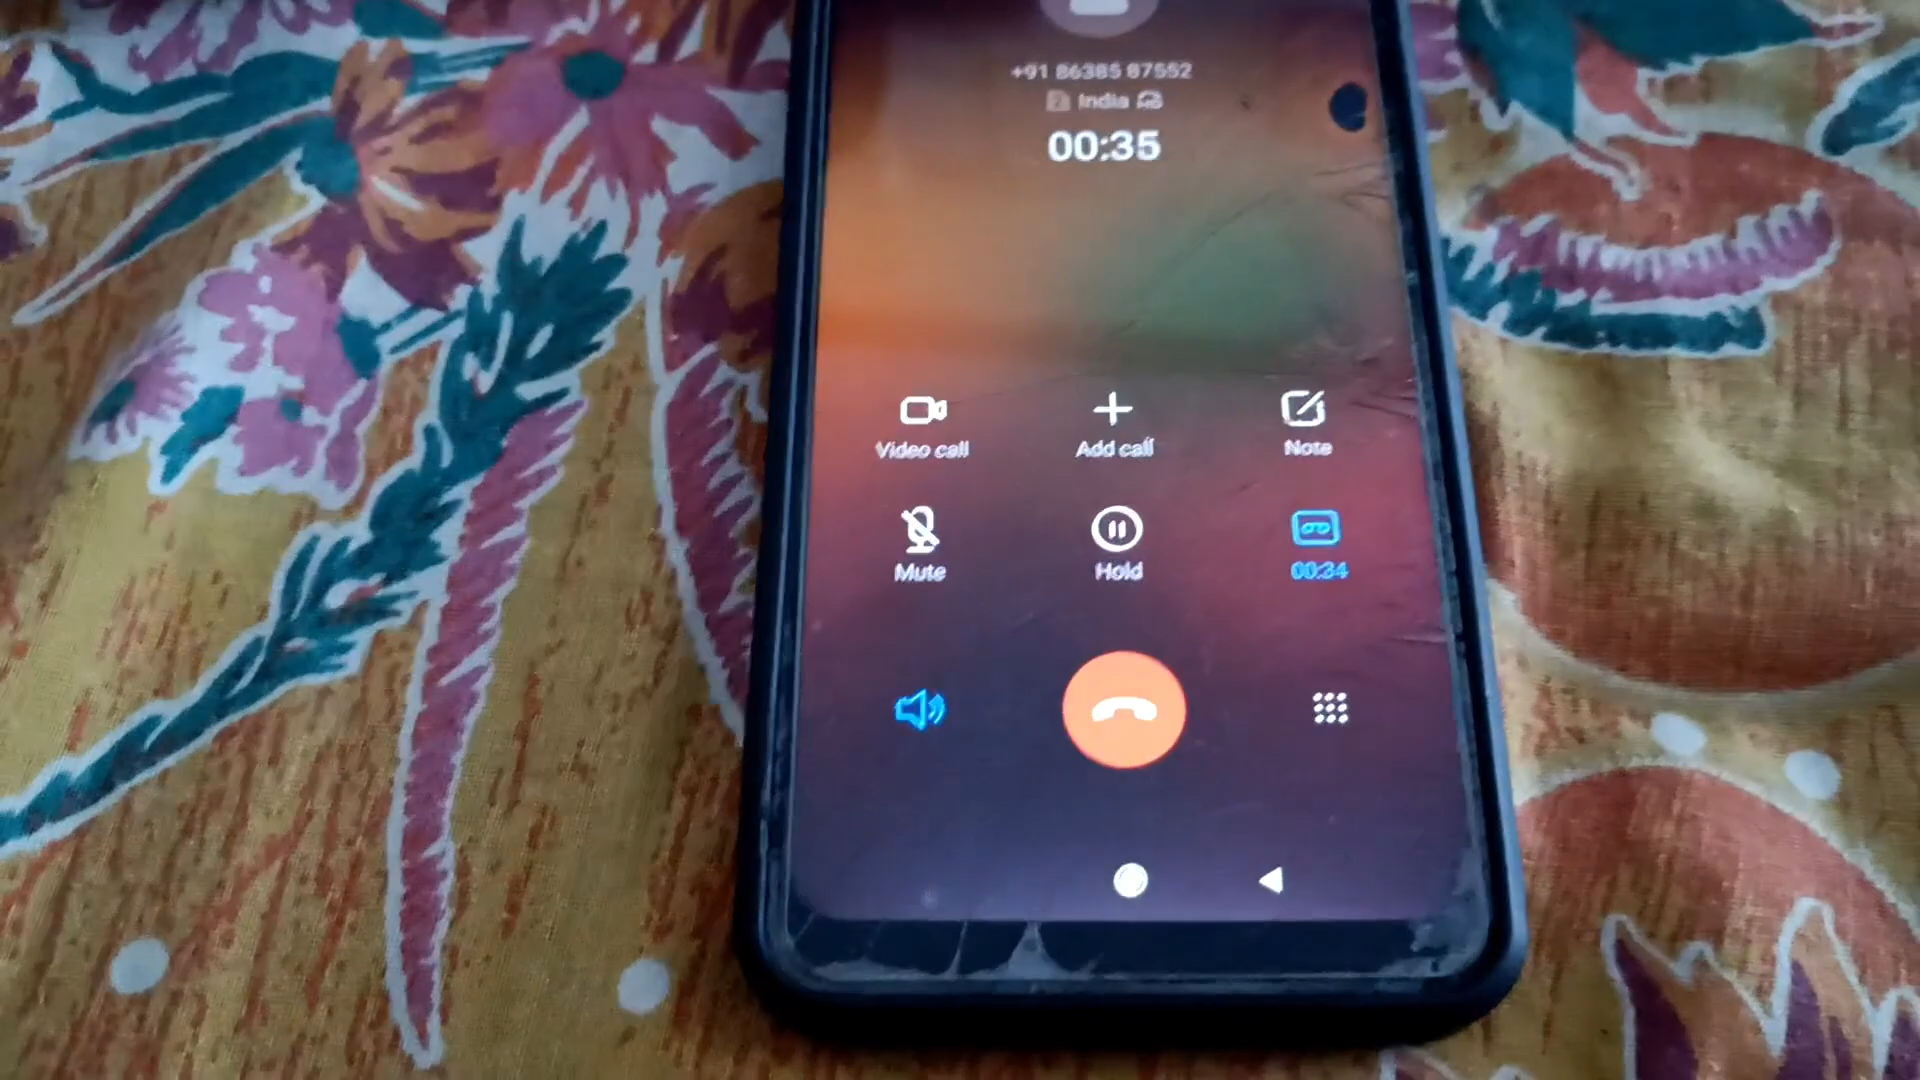 +91 86385 87552
India
00:35
Video call
Add call
Note
Mute
Hold
00:34